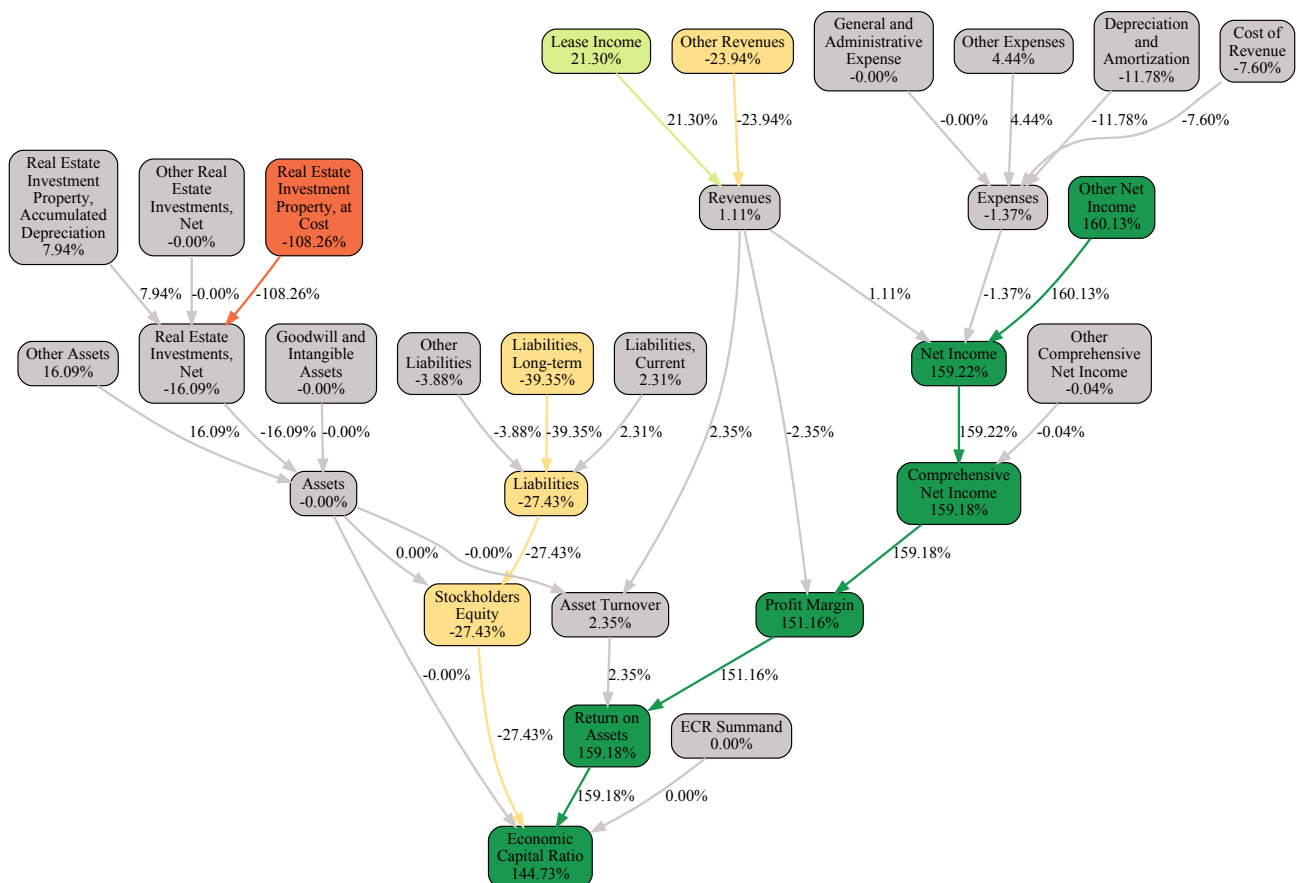 General and
Administrative
Expense
-0.00%
Depreciation
and
Amortization
-11.78%
Cost of
Revenue
-7.60%
Lease Income
21.30%
Other Revenues
-23.94%
Other Expenses
4.44%
21.30%
-23.94%
-0.00%
4.44%
-11.78%
-7.60%
Real Estate
Investment
Property,
Accumulated
Depreciation
7.94%
Other Real
Estate
Investments,
Net
-0.00%
Real Estate
Investment
Property, at
Cost
-108.26%
Revenues
1.11%
Expenses
-1.37%
Other Net
Income
160.13%
7.94%
-0.00%
-108.26%
1.11%
-1.37%
160.13%
Other Assets
16.09%
Real Estate
Investments,
Net
-16.09%
Goodwill and
Intangible
Assets
-0.00%
Other
Liabilities
-3.88%
Liabilities,
Long-term
-39.35%
Liabilities,
Current
2.31%
Net Income
159.22%
Other
Comprehensive
Net Income
-0.04%
16.09%
-16.09%
-0.00%
-3.88%
-39.35%
2.31%
2.35%
-2.35%
159.22%
-0.04%
Assets
-0.00%
Liabilities
-27.43%
Comprehensive
Net Income
159.18%
0.00%
-0.00%
-27.43%
159.18%
Stockholders
Equity
-27.43%
Asset Turnover
2.35%
Profit Margin
151.16%
-0.00%
2.35%
151.16%
Return on
Assets
159.18%
ECR Summand
0.00%
-27.43%
159.18%
0.00%
Economic
Capital Ratio
144.73%